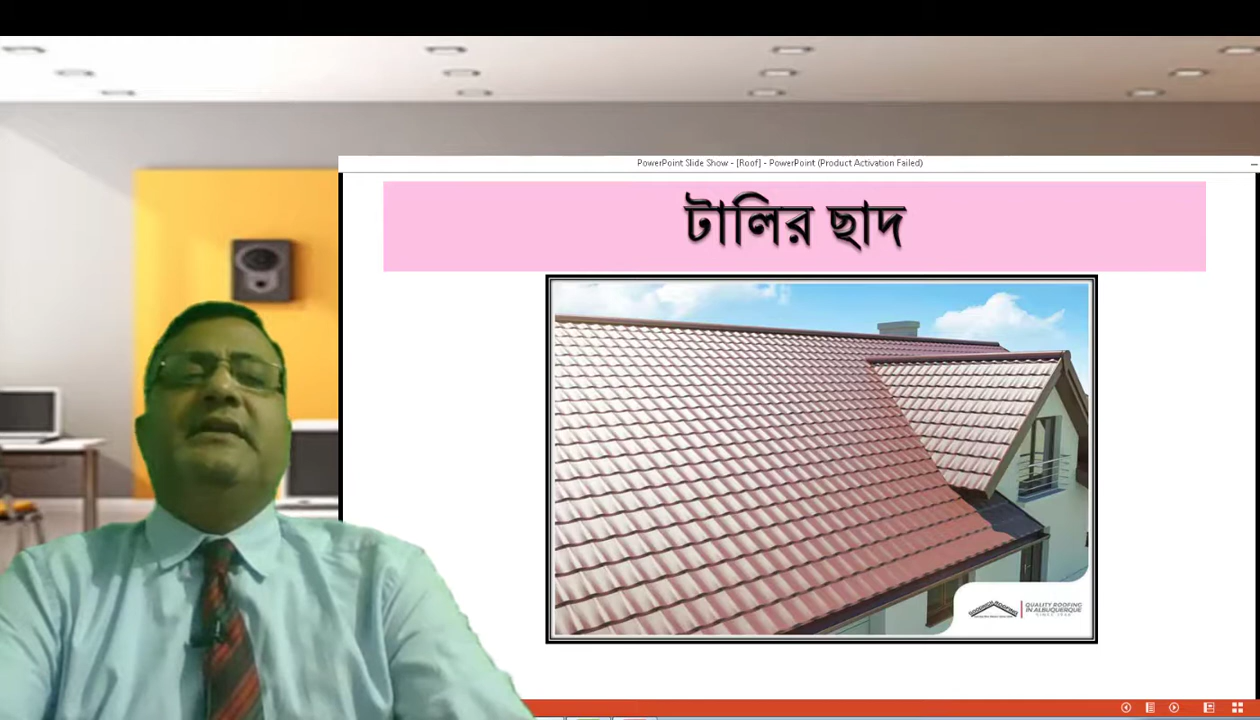 PowerPoint Slide Show - [Roof] - PowerPoint (Product Activation Failed)
টালির ছাদ
QUALITY ROOFING
IN ALBUQUERQUE